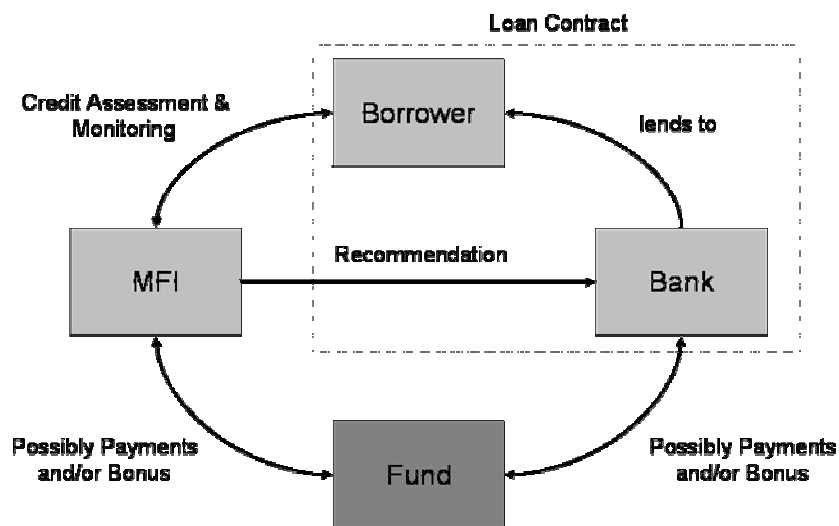 Loan Contract
Credit Assessment &
Monitoring
Borrower
lends to
MFI
Recommendation
Bank
Possibly Payments
and/or Bonus
Fund
Possibly Payments
and/or Bonus